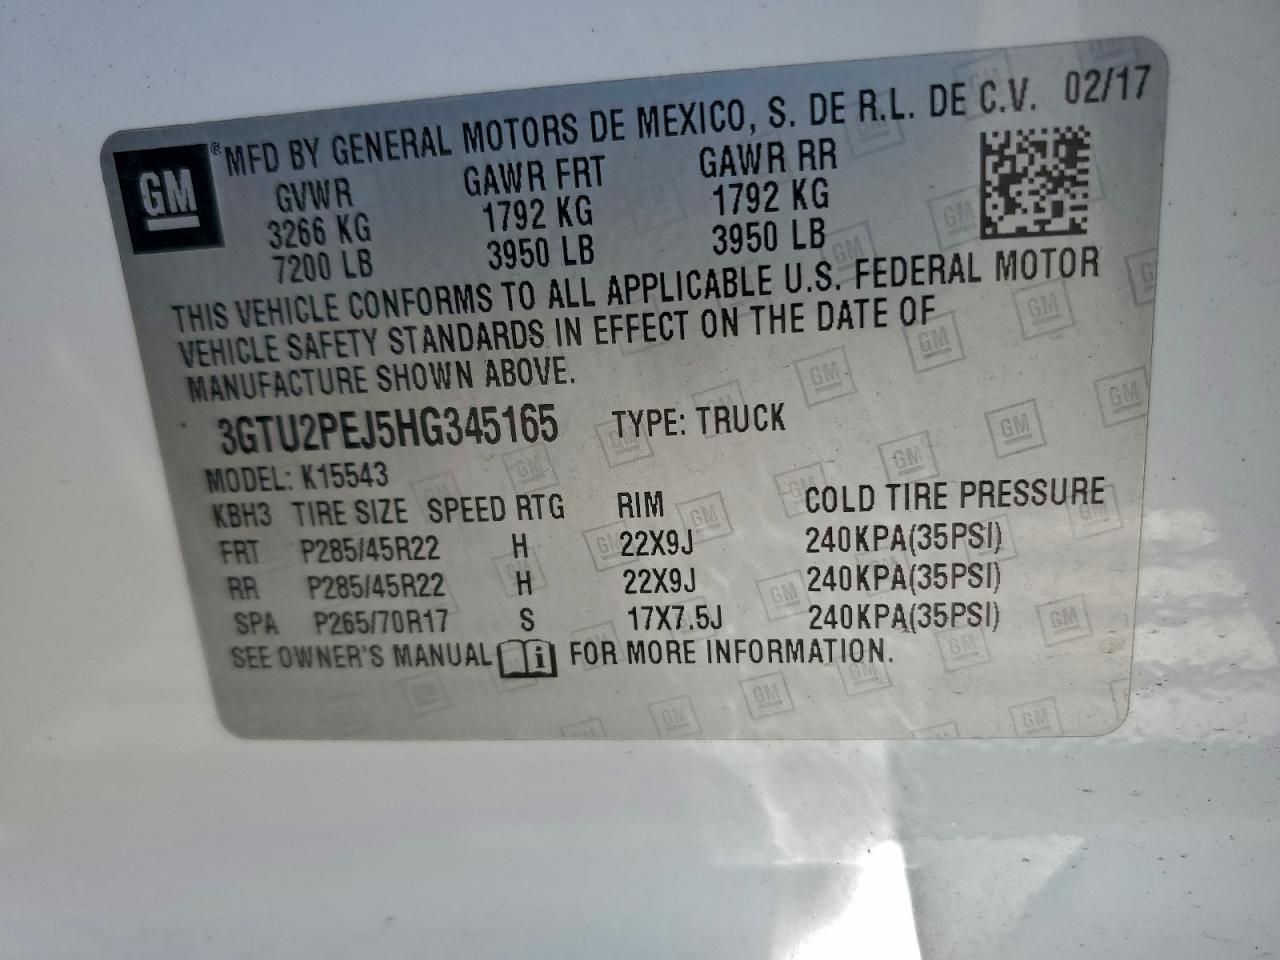 GM ® MFD BY GENERAL MOTORS DE MEXICO, S. DE R.L. DE C.V. 02/17
GVWR GAWR FRT GAWR RR
3266 KG 1792 KG 1792 KG
7200 LB 3950 LB 3950 LB
THIS VEHICLE CONFORMS TO ALL APPLICABLE U.S. FEDERAL MOTOR
VEHICLE SAFETY STANDARDS IN EFFECT ON THE DATE OF
MANUFACTURE SHOWN ABOVE.
3GTU2PEJ5HG345165 TYPE: TRUCK
MODEL: K15543
KBH3 TIRE SIZE SPEED RTG RIM COLD TIRE PRESSURE
FRT P285/45R22 H 22X9J 240KPA(35PSI)
RR P285/45R22 H 22X9J 240KPA(35PSI)
SPA P265/70R17 S 17X7.5J 240KPA(35PSI)
SEE OWNER'S MANUAL i FOR MORE INFORMATION.